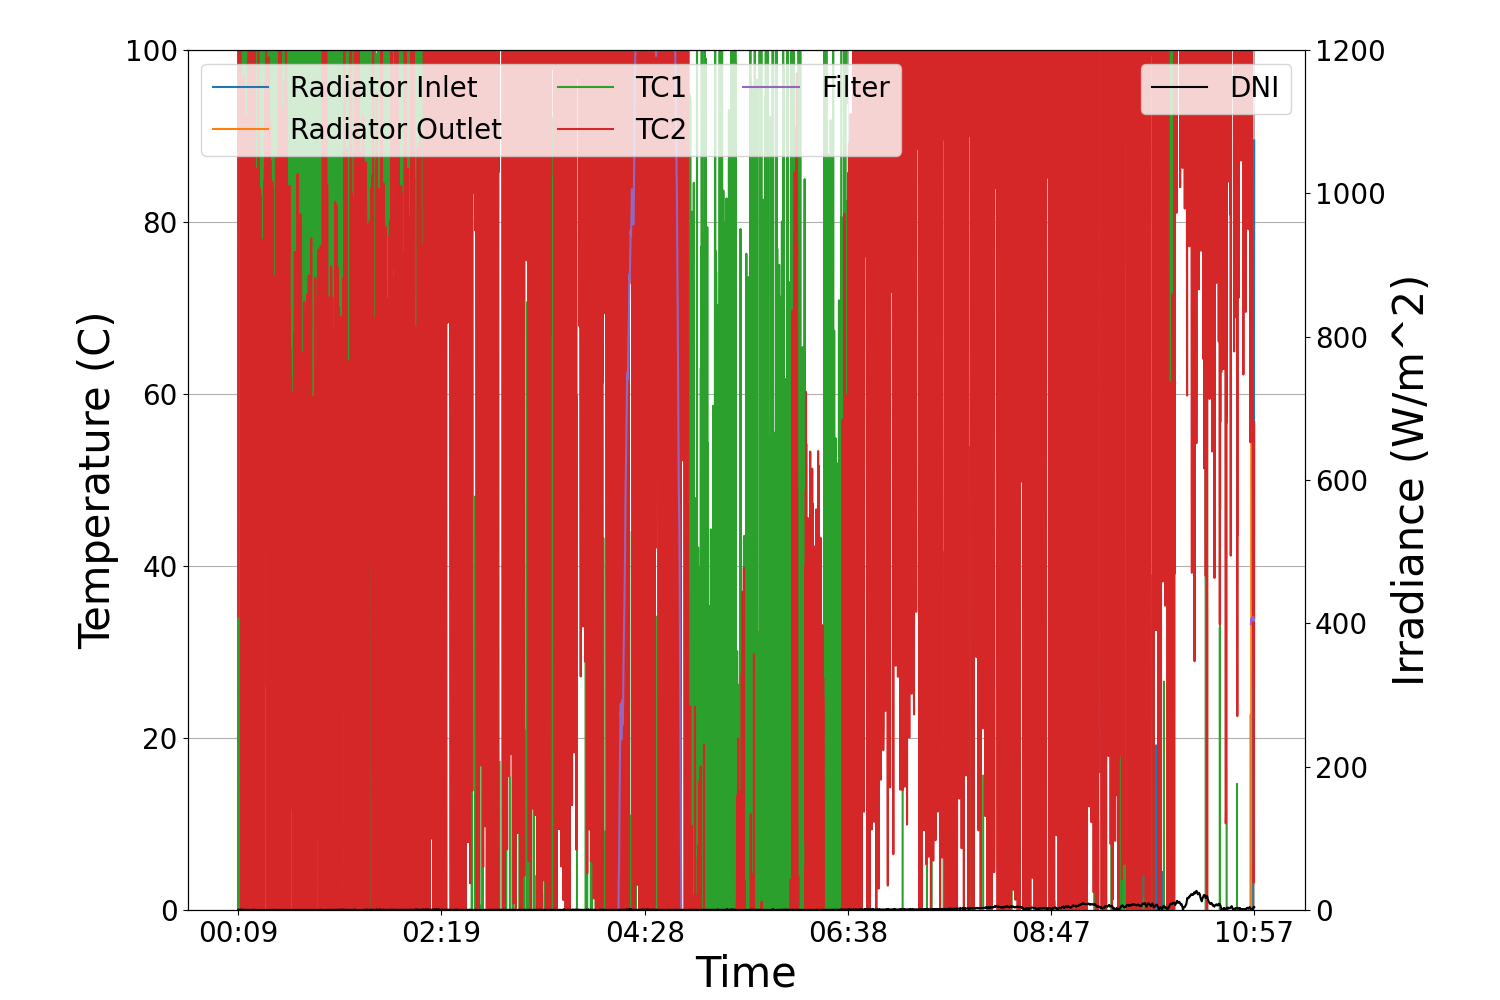 Radiator Inlet
Radiator Outlet
TC1
TC2
Filter
DNI
Temperature (C)
100
80
60
40
20
0
Irradiance (W/m^2)
1200
1000
800
600
400
200
0
00:09 02:19 04:28 06:38 08:47 10:57
Time